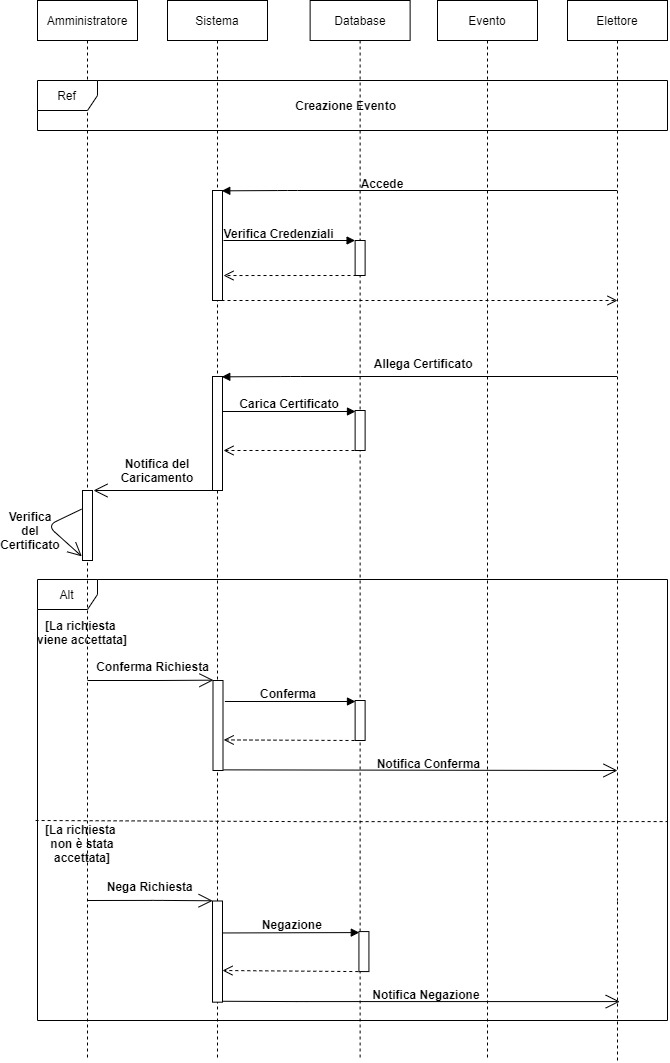 Amministratore
Sistema
Database
Evento
Elettore
Ref
Creazione Evento
Accede
Verifica Credenziali
Allega Certificato
Carica Certificato
Notifica del
Caricamento
Verifica
del
Certificato
Alt
[La richiesta
viene accettata]
Conferma Richiesta
Conferma
Notifica Conferma
[La richiesta
non è stata
accettata]
Nega Richiesta
Negazione
Notifica Negazione